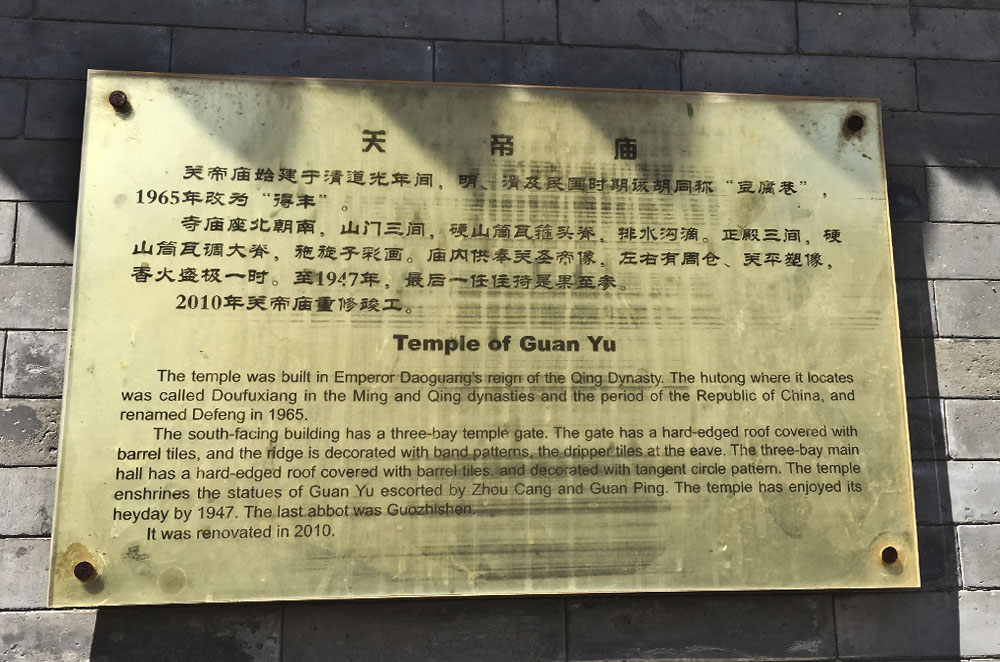 关帝庙
关帝庙始建于清道光年间，明、清及民国时期该胡同称“豆腐巷”，
1965年改为“得丰”。
寺庙座北朝南，山门三间，硬山筒瓦箍头脊，排水沟滴。正殿三间，硬
山筒瓦调大脊，施旋子彩画。庙内供奉关圣帝像，左右有周仓、关平塑像，
香火盛极一时。至1947年，最后一任住持是果至参。
2010年关帝庙重修竣工。
Temple of Guan Yu
The temple was built in Emperor Daoguang's reign of the Qing Dynasty. The hutong where it locates
was called Doufuxiang in the Ming and Qing dynasties and the period of the Republic of China, and
renamed Defeng in 1965.
The south-facing building has a three-bay temple gate. The gate has a hard-edged roof covered with
barrel tiles, and the ridge is decorated with band patterns, the dripper tiles at the eave. The three-bay main
hall has a hard-edged roof covered with barrel tiles, and decorated with tangent circle pattern. The temple
enshrines the statues of Guan Yu escorted by Zhou Cang and Guan Ping. The temple has enjoyed its
heyday by 1947. The last abbot was Guozhishen.
It was renovated in 2010.